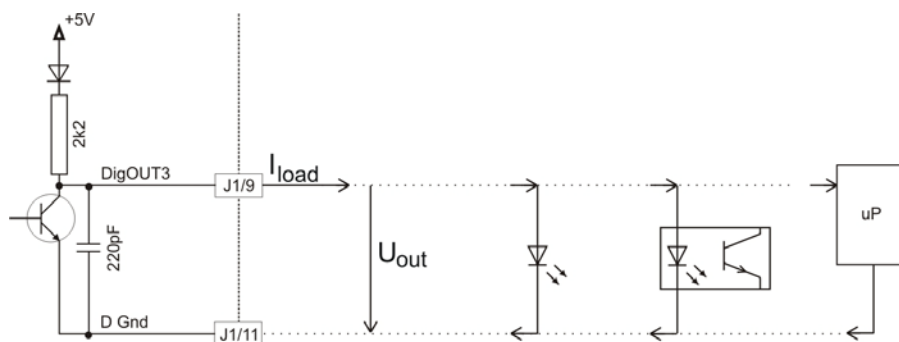 +5V
2k2
DigOUT3
J1/9
Iload
220pF
Uout
uP
D Gnd
J1/11